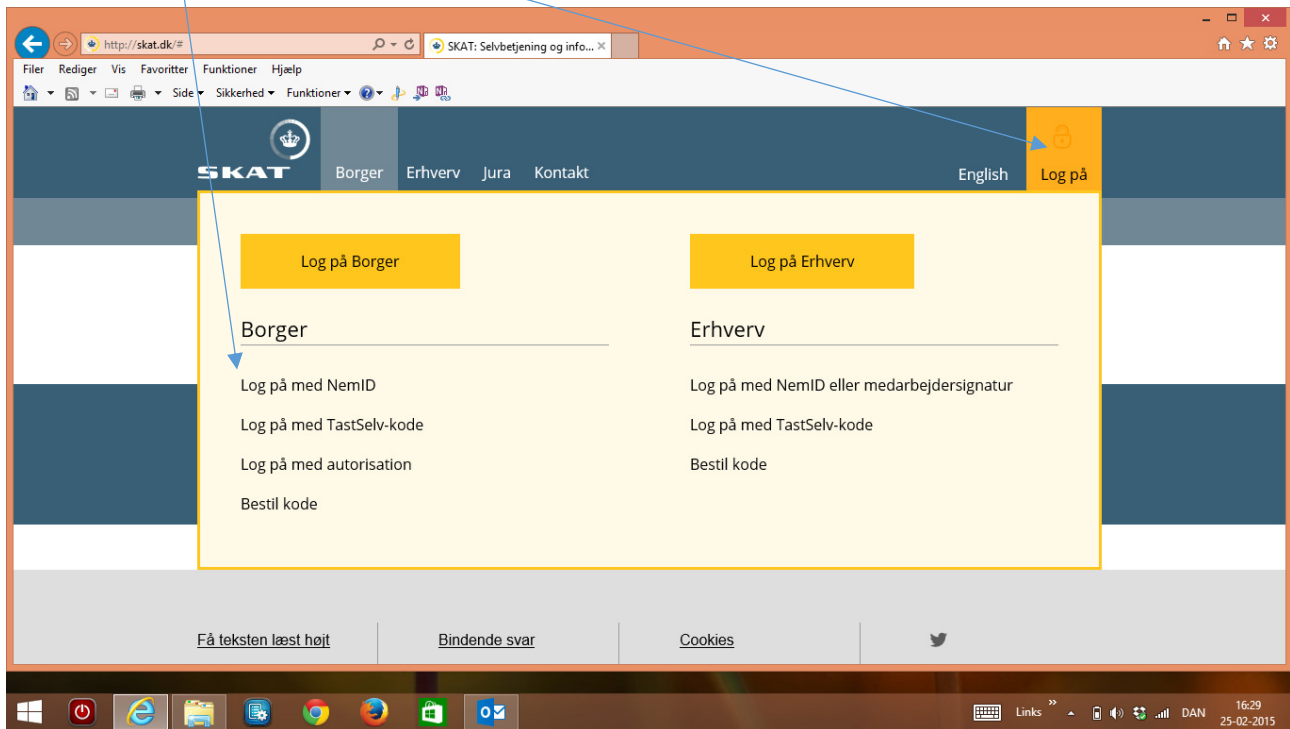 http://skat.dk/#
SKAT: Selvbetjening og info...
Filer Rediger Vis Favoritter Funktioner Hjælp
Side Sikkerhed Funktioner
SKAT Borger Erhverv Jura Kontakt English Log på
Log på Borger Log på Erhverv
Borger Erhverv
Log på med NemID Log på med NemID eller medarbejdersignatur
Log på med TastSelv-kode Log på med TastSelv-kode
Log på med autorisation Bestil kode
Bestil kode
Få teksten læst højt Bindende svar Cookies
Links » DAN 16:29
25-02-2015